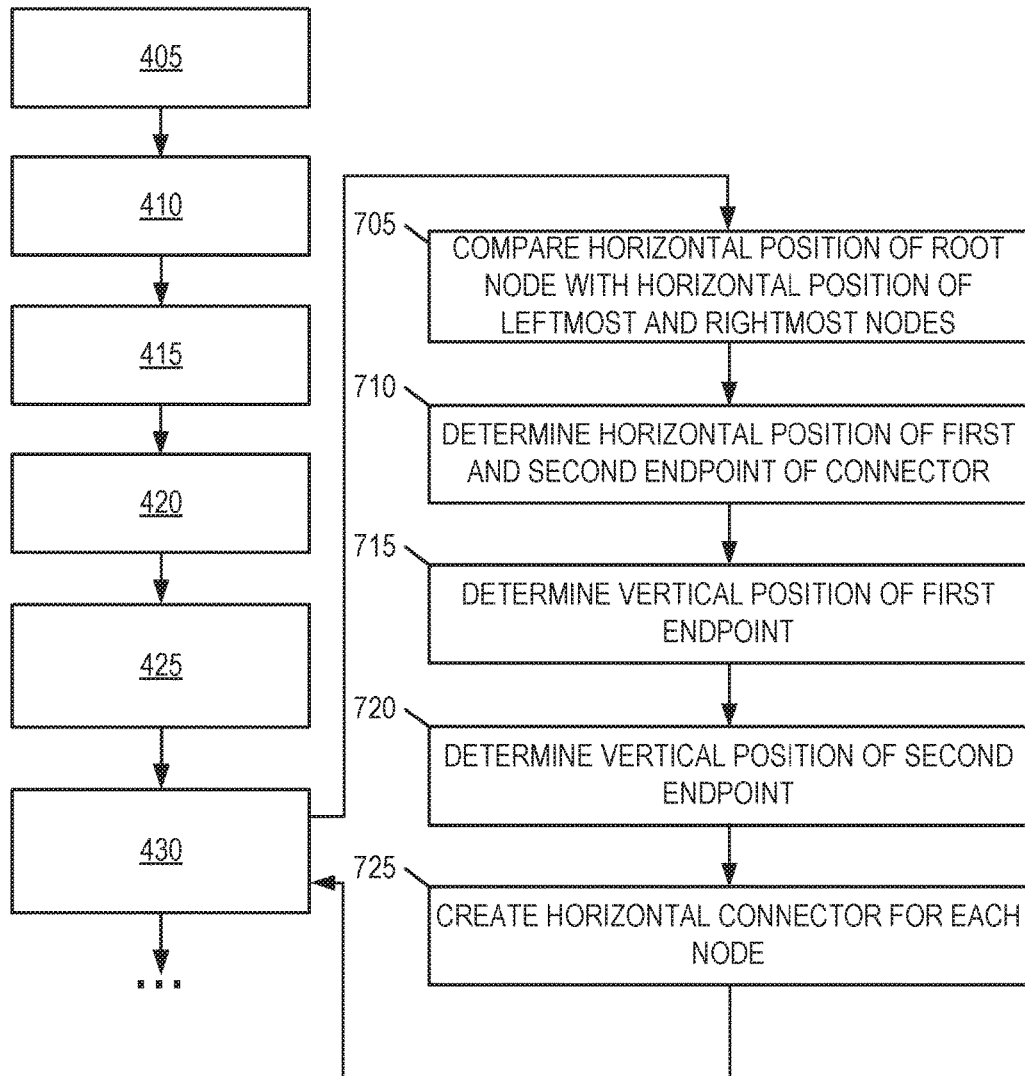 405
410
415
420
425
430
...
705
COMPARE HORIZONTAL POSITION OF ROOT
NODE WITH HORIZONTAL POSITION OF
LEFTMOST AND RIGHTMOST NODES
710
DETERMINE HORIZONTAL POSITION OF FIRST
AND SECOND ENDPOINT OF CONNECTOR
715
DETERMINE VERTICAL POSITION OF FIRST
ENDPOINT
720
DETERMINE VERTICAL POSITION OF SECOND
ENDPOINT
725
CREATE HORIZONTAL CONNECTOR FOR EACH
NODE